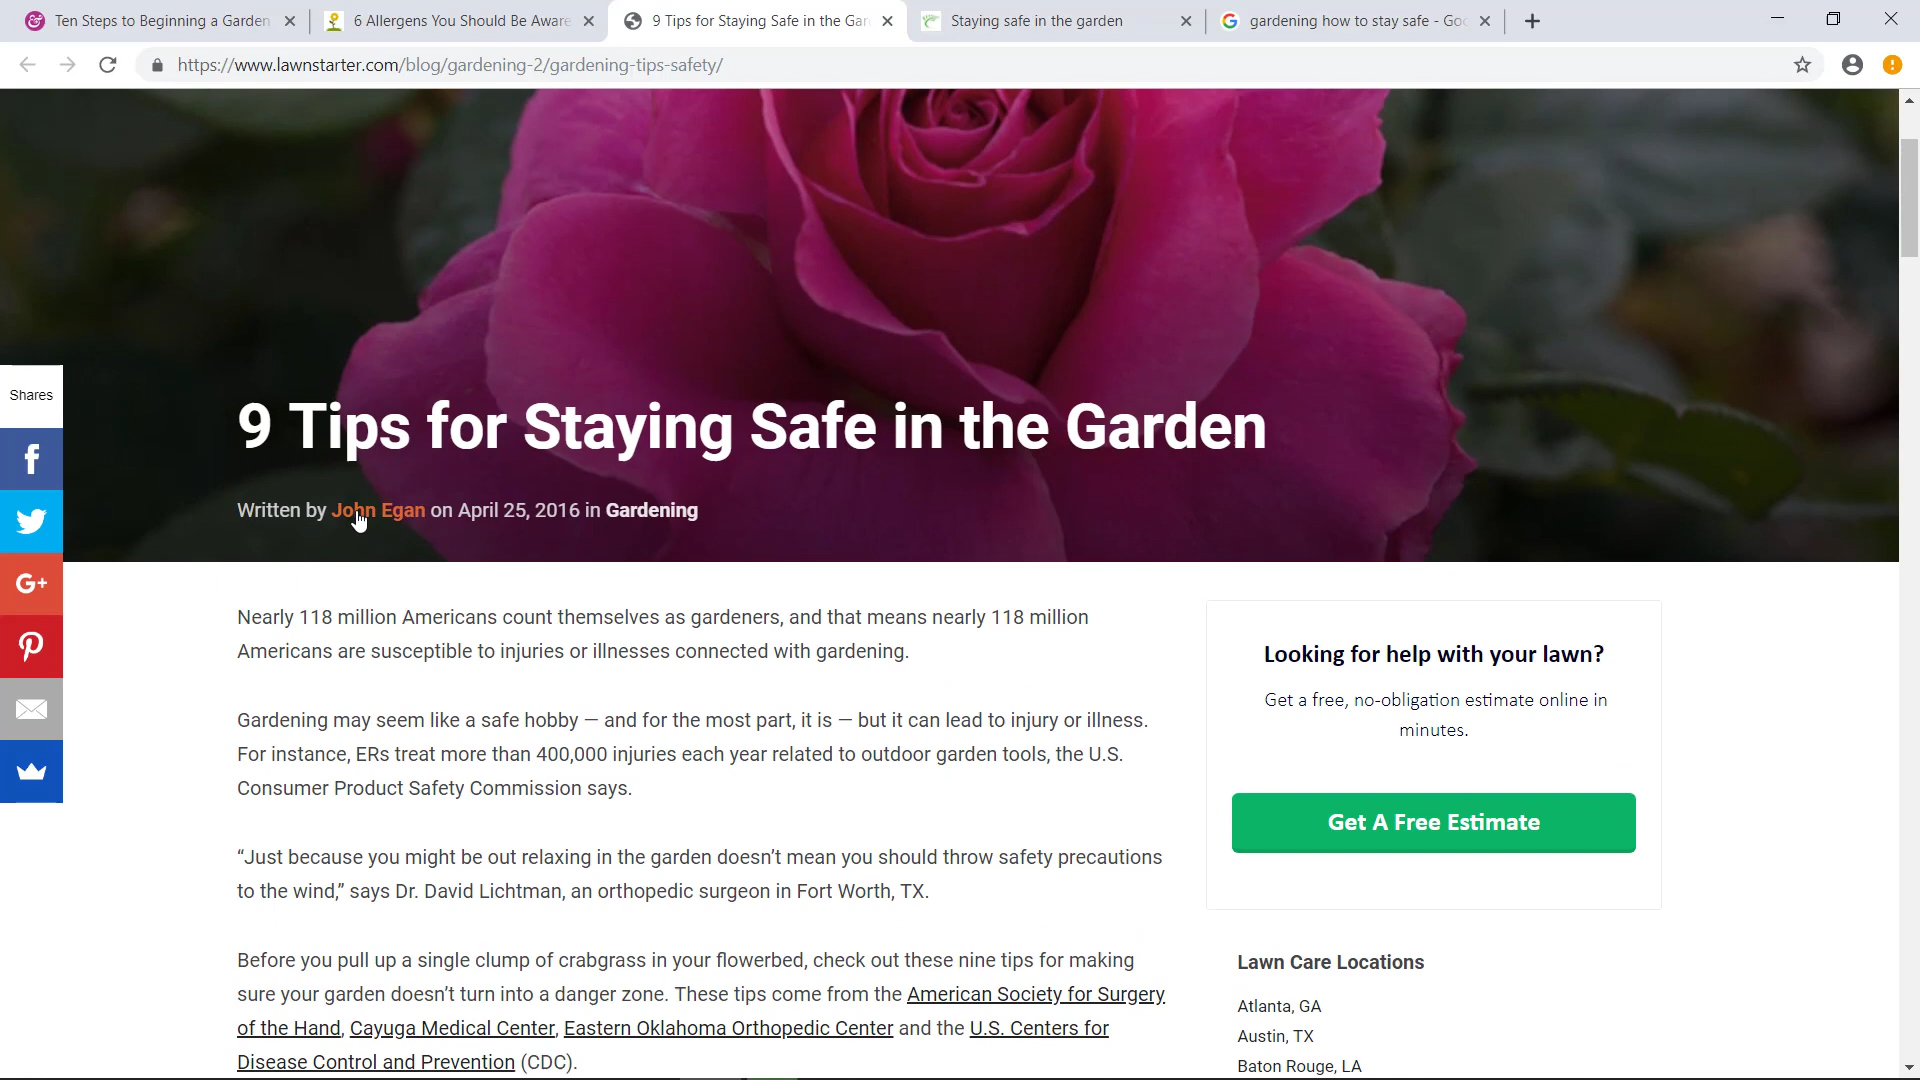 Ten Steps to Beginning a Garden
6 Allergens You Should Be Aware
9 Tips for Staying Safe in the Gar
Staying safe in the garden
gardening how to stay safe - Goo
https://www.lawnstarter.com/blog/gardening-2/gardening-tips-safety/
Shares
9 Tips for Staying Safe in the Garden
Written by John Egan on April 25, 2016 in Gardening
Nearly 118 million Americans count themselves as gardeners, and that means nearly 118 million
Americans are susceptible to injuries or illnesses connected with gardening.
Gardening may seem like a safe hobby — and for the most part, it is — but it can lead to injury or illness.
For instance, ERs treat more than 400,000 injuries each year related to outdoor garden tools, the U.S.
Consumer Product Safety Commission says.
“Just because you might be out relaxing in the garden doesn’t mean you should throw safety precautions
to the wind,” says Dr. David Lichtman, an orthopedic surgeon in Fort Worth, TX.
Before you pull up a single clump of crabgrass in your flowerbed, check out these nine tips for making
sure your garden doesn’t turn into a danger zone. These tips come from the American Society for Surgery
of the Hand, Cayuga Medical Center, Eastern Oklahoma Orthopedic Center and the U.S. Centers for
Disease Control and Prevention (CDC).
Looking for help with your lawn?
Get a free, no-obligation estimate online in
minutes.
Get A Free Estimate
Lawn Care Locations
Atlanta, GA
Austin, TX
Baton Rouge, LA